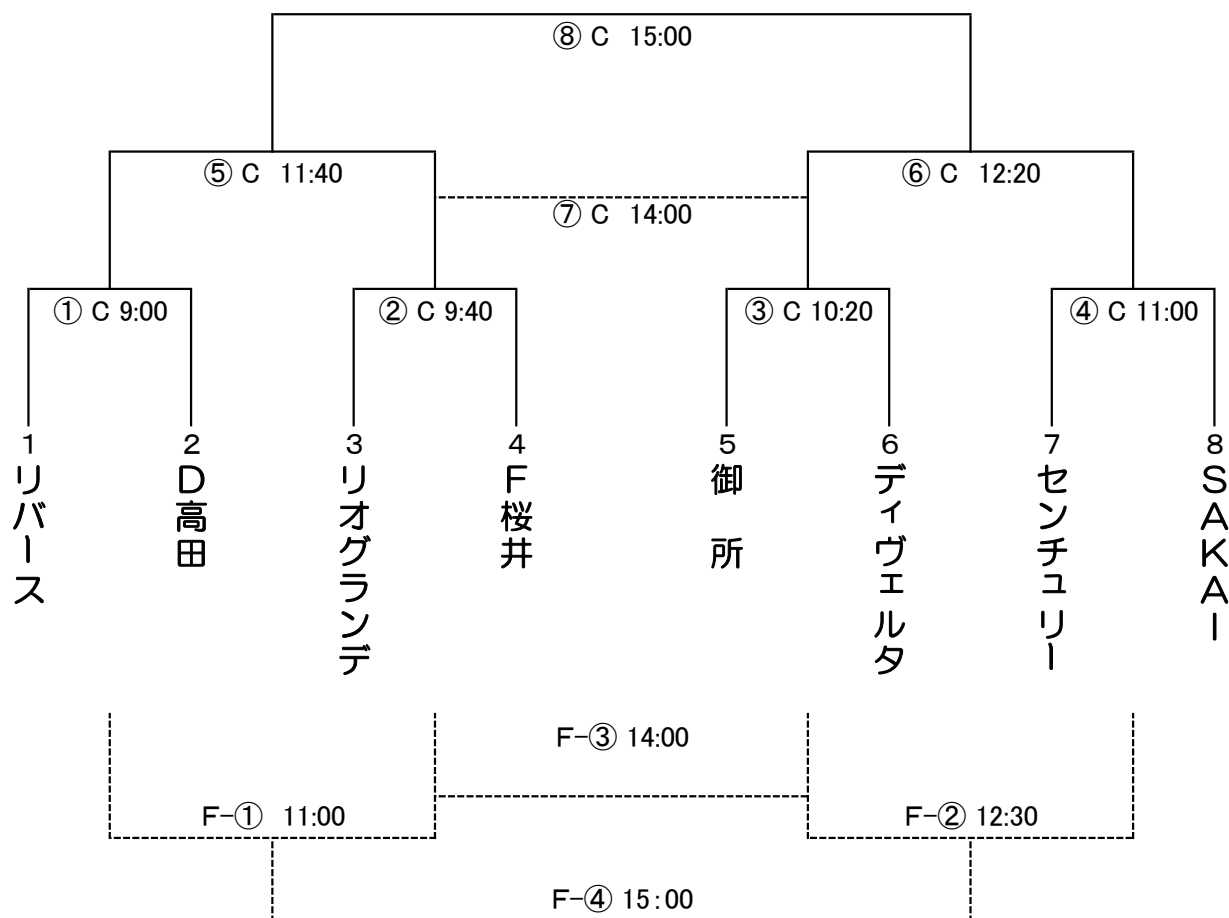 ⑧ C 15:00
⑤ C 11:40
⑥ C 12:20
⑦ C 14:00
① C 9:00
② C 9:40
③ C 10:20
④ C 11:00
1
2
3
4
5
6
7
8
リバース
D高田
リオグランデ
F桜井
御所
ディヴェルタ
センチュリー
SAKAI
F-③ 14:00
F-① 11:00
F-② 12:30
F-④ 15:00